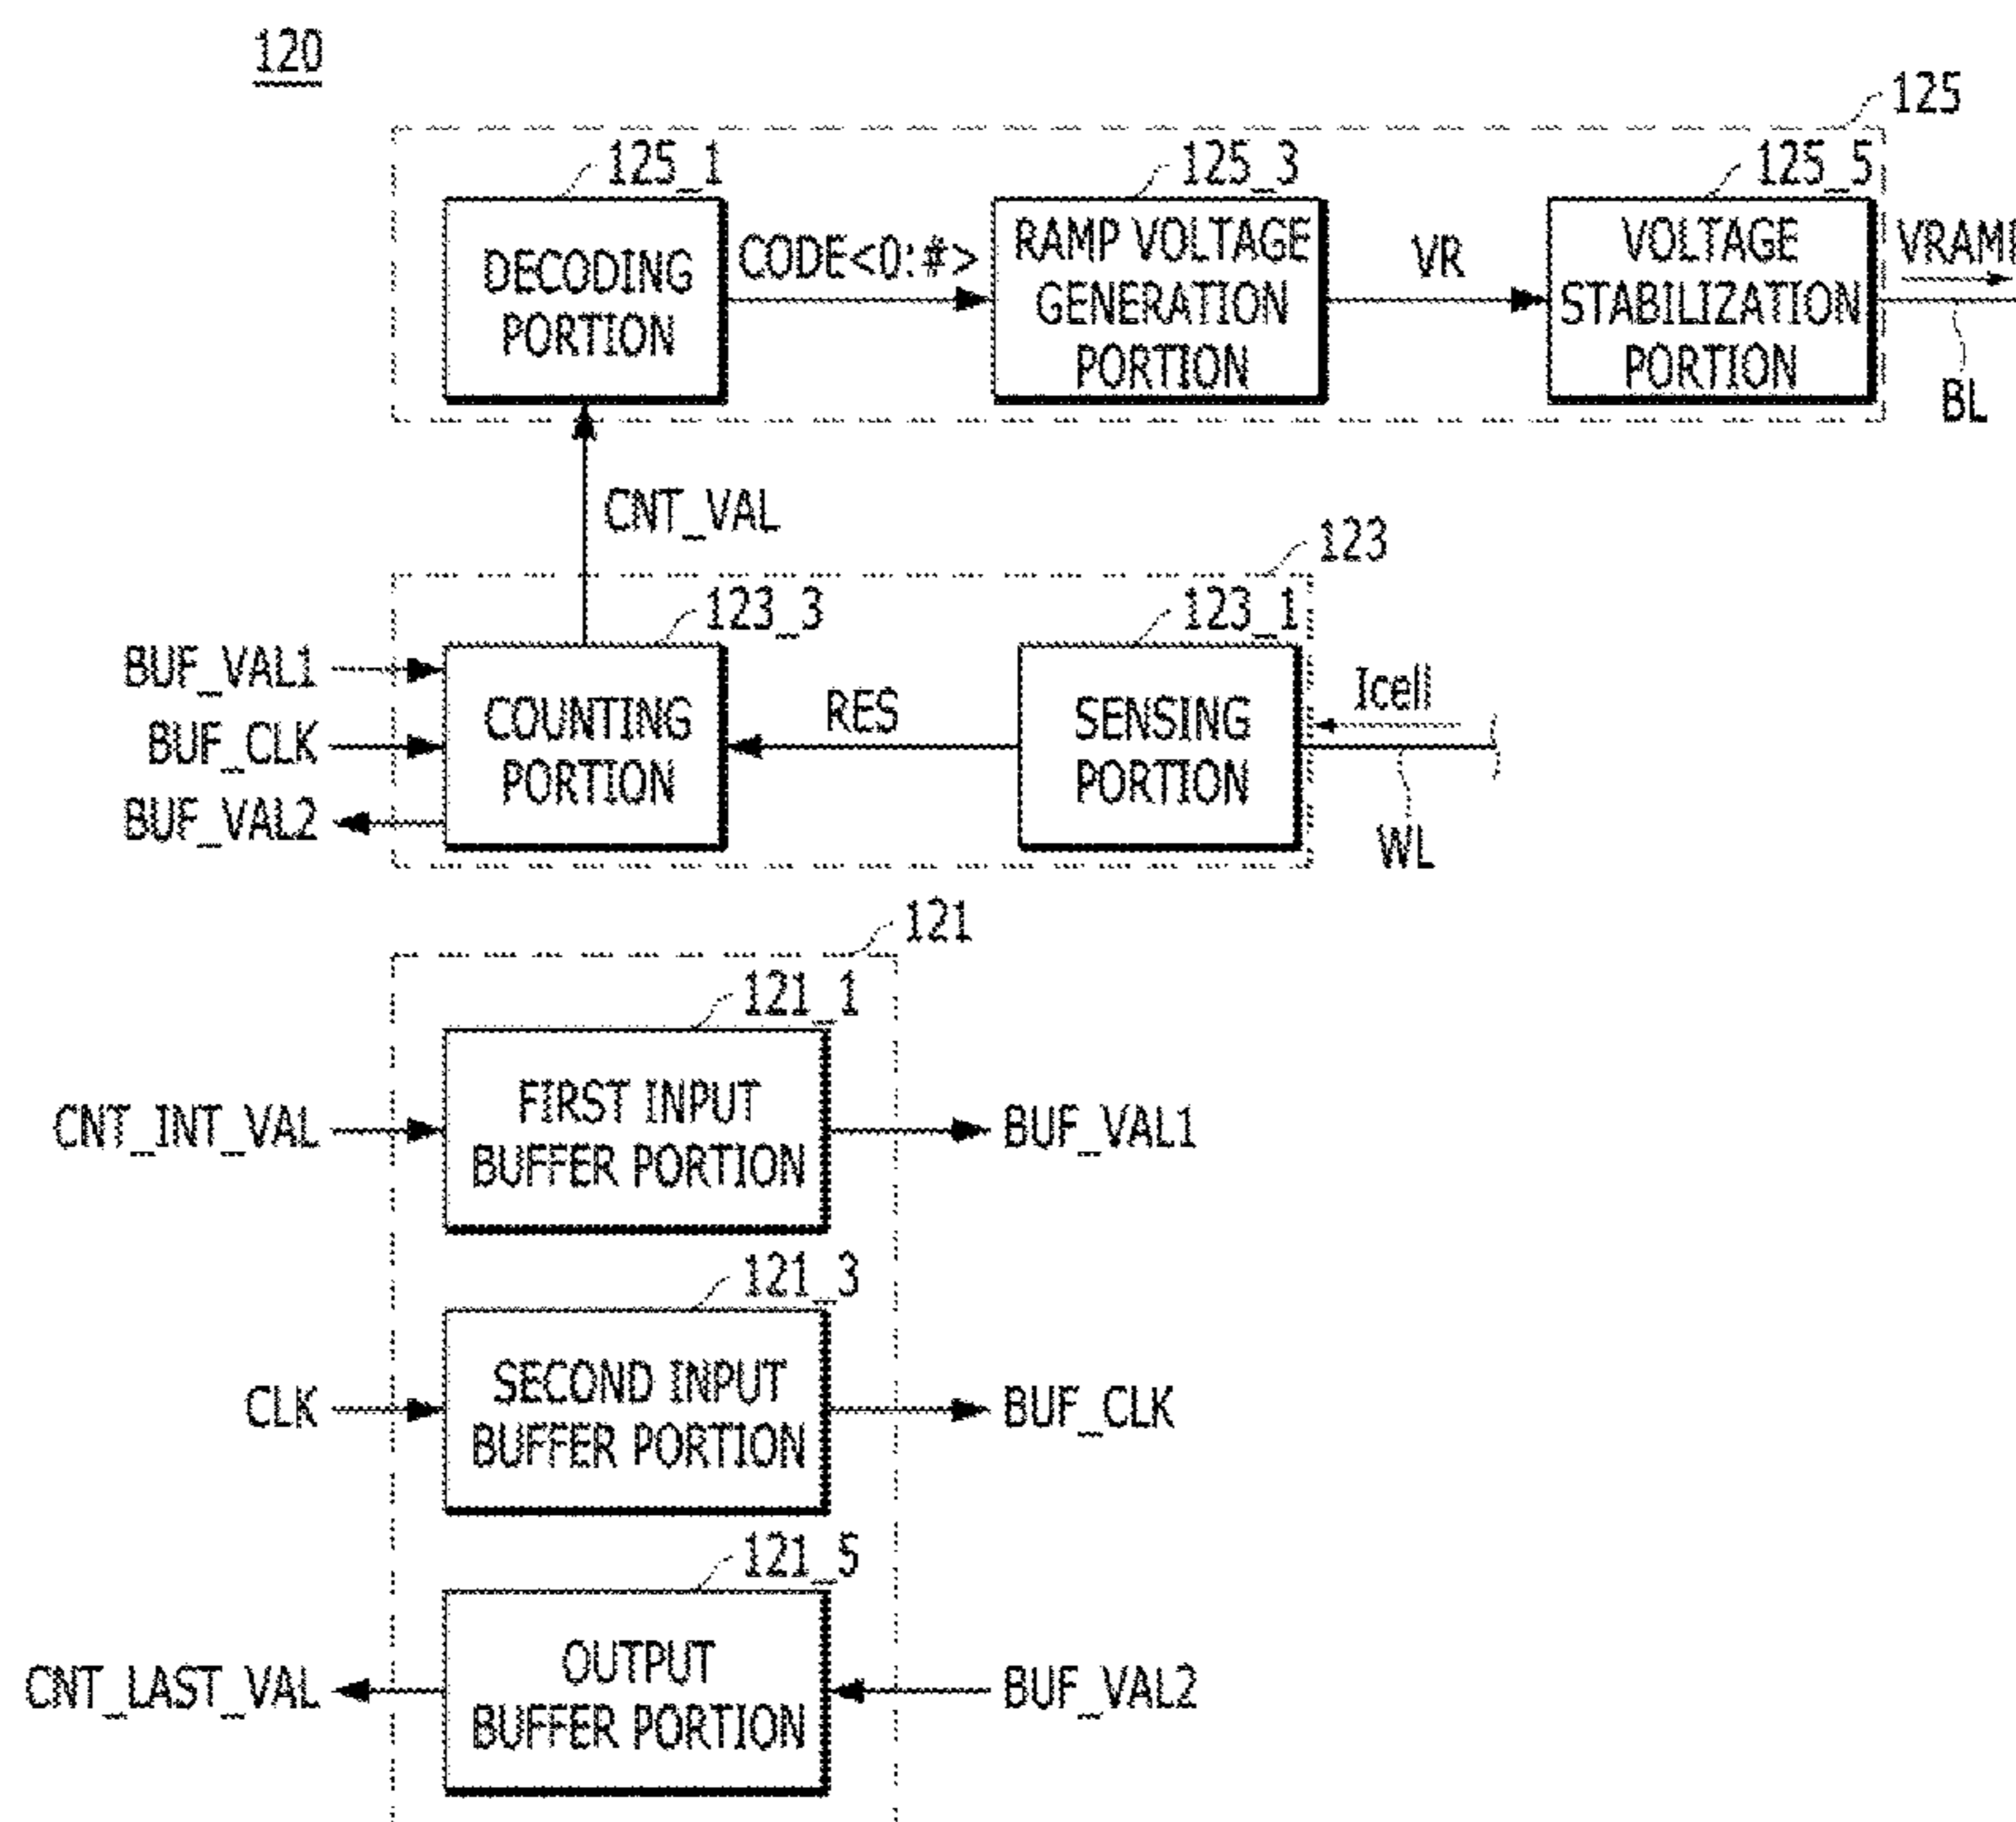 120
125
125_1
125_3
125_5
DECODING
PORTION
CODE<0:#>
RAMP VOLTAGE
GENERATION
PORTION
VR
VOLTAGE
STABILIZATION
PORTION
VRAMP
BL
CNT_VAL
123
123_3
123_1
BUF_VAL1
BUF_CLK
BUF_VAL2
COUNTING
PORTION
RES
SENSING
PORTION
Icell
WL
121
121_1
CNT_INT_VAL
FIRST INPUT
BUFFER PORTION
BUF_VAL1
121_3
CLK
SECOND INPUT
BUFFER PORTION
BUF_CLK
121_5
CNT_LAST_VAL
OUTPUT
BUFFER PORTION
BUF_VAL2